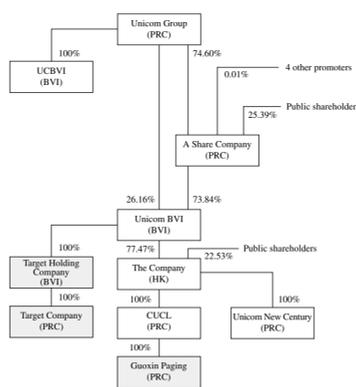 Unicom Group
(PRC)
100%
74.60%
UCBVI
(BVI)
4 other promoters
0.01%
Public shareholder
25.39%
A Share Company
(PRC)
26.16%
73.84%
Unicom BVI
(BVI)
100%
77.47%
Public shareholders
22.53%
Target Holding
Company
(BVI)
The Company
(HK)
100%
100%
100%
Target Company
(PRC)
CUCL
(PRC)
Unicom New Century
(PRC)
100%
Guoxin Paging
(PRC)